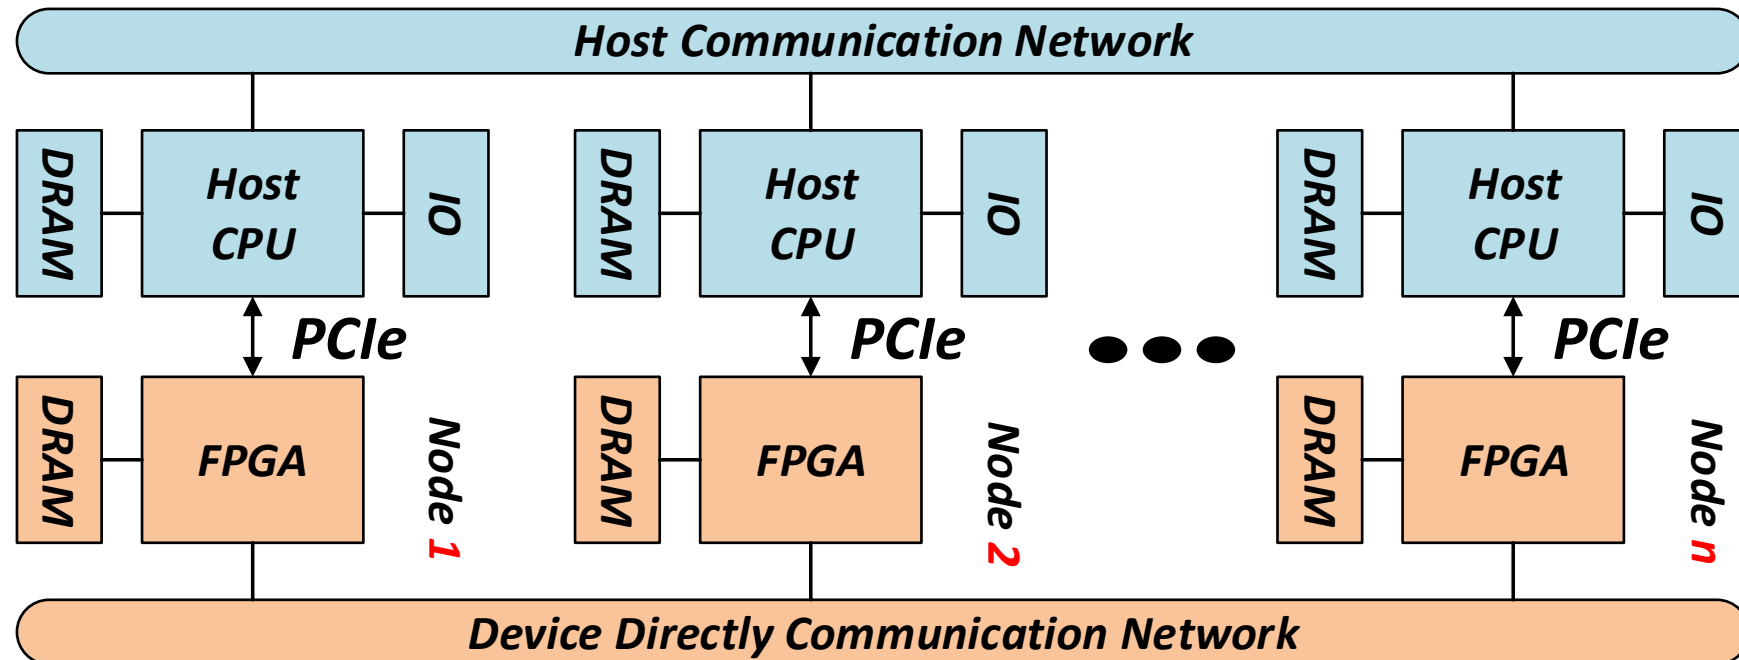 Host Communication Network
DRAM
Host
CPU
IO
DRAM
Host
CPU
IO
DRAM
Host
CPU
IO
PCIe
PCIe
PCIe
DRAM
FPGA
Node 1
DRAM
FPGA
Node 2
DRAM
FPGA
Node n
Device Directly Communication Network